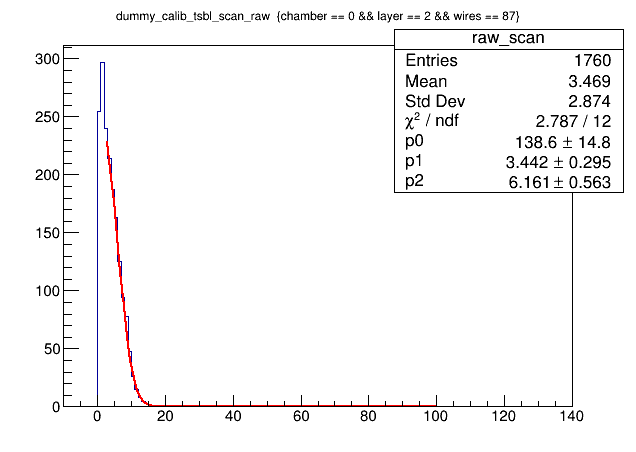 dummy_calib_tsbl_scan_raw {chamber == 0 && layer == 2 && wires == 87}
raw_scan
Entries 1760
Mean 3.469
Std Dev 2.874
χ² / ndf 2.787 / 12
p0 138.6 ± 14.8
p1 3.442 ± 0.295
p2 6.161 ± 0.563
300
250
200
150
100
50
0
0 20 40 60 80 100 120 140